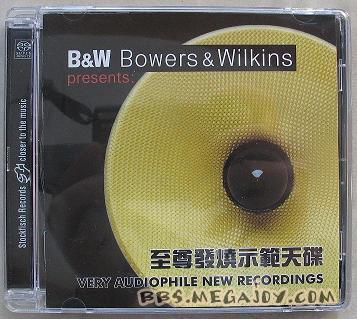 B&W Bowers & Wilkins
presents:
至尊發燒示範天碟
VERY AUDIOPHILE NEW RECORDINGS
Stockfisch Records closer to the music
BBS.MEGAJOY.COM